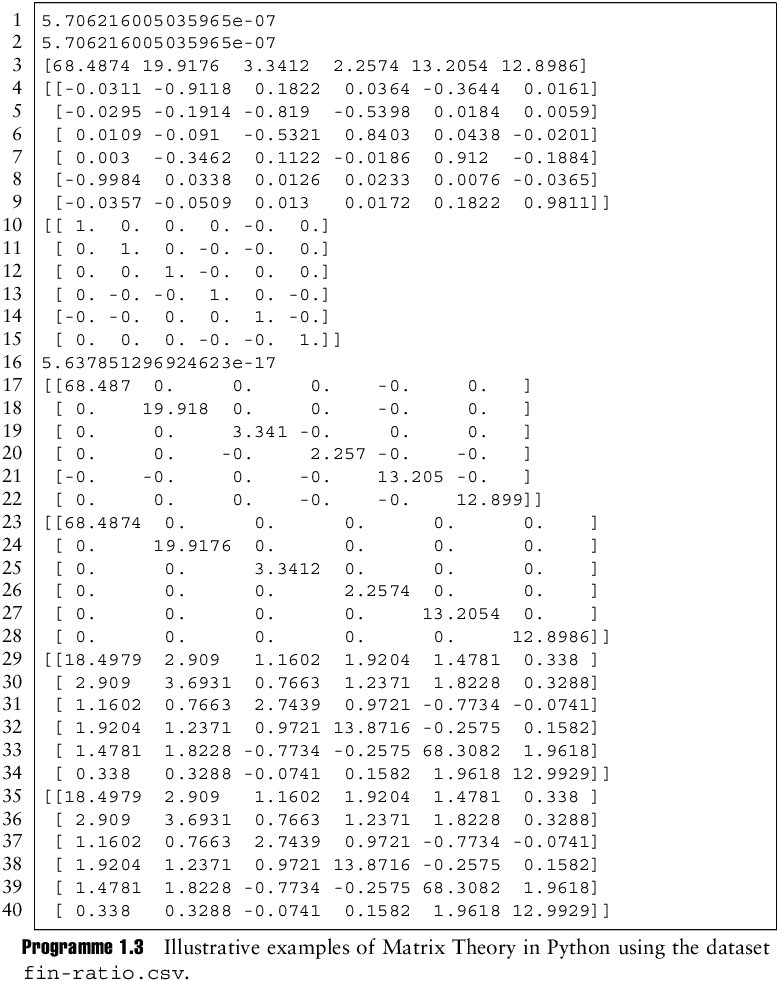 1 5.706216005035965e-07
2 5.706216005035965e-07
3 [68.4874 19.9176  3.3412  2.2574 13.2054 12.8986]
4 [[-0.0311 -0.9118  0.1822  0.0364 -0.3644  0.0161]
5  [-0.0295 -0.1914 -0.819  -0.5398  0.0184  0.0059]
6  [ 0.0109 -0.091  -0.5321  0.8403  0.0438 -0.0201]
7  [ 0.003  -0.3462  0.1122 -0.0186  0.912  -0.1884]
8  [-0.9984  0.0338  0.0126  0.0233  0.0076 -0.0365]
9  [-0.0357 -0.0509  0.013   0.0172  0.1822  0.9811]]
10 [[ 1.  0.  0.  0. -0.  0.]
11  [ 0.  1.  0. -0. -0.  0.]
12  [ 0.  0.  1. -0.  0.  0.]
13  [ 0. -0. -0.  1.  0. -0.]
14  [-0. -0.  0.  0.  1. -0.]
15  [ 0.  0.  0. -0. -0.  1.]]
16 5.637851296924623e-17
17 [[68.487  0.     0.     0.    -0.     0.   ]
18  [ 0.    19.918  0.     0.    -0.     0.   ]
19  [ 0.     0.     3.341 -0.     0.     0.   ]
20  [ 0.     0.    -0.     2.257 -0.    -0.   ]
21  [-0.    -0.     0.    -0.    13.205 -0.   ]
22  [ 0.     0.     0.    -0.    -0.    12.899]]
23 [[68.4874  0.      0.      0.      0.      0.    ]
24  [ 0.     19.9176  0.      0.      0.      0.    ]
25  [ 0.      0.      3.3412  0.      0.      0.    ]
26  [ 0.      0.      0.      2.2574  0.      0.    ]
27  [ 0.      0.      0.      0.     13.2054  0.    ]
28  [ 0.      0.      0.      0.      0.     12.8986]]
29 [[18.4979  2.909   1.1602  1.9204  1.4781  0.338 ]
30  [ 2.909   3.6931  0.7663  1.2371  1.8228  0.3288]
31  [ 1.1602  0.7663  2.7439  0.9721 -0.7734 -0.0741]
32  [ 1.9204  1.2371  0.9721 13.8716 -0.2575  0.1582]
33  [ 1.4781  1.8228 -0.7734 -0.2575 68.3082  1.9618]
34  [ 0.338   0.3288 -0.0741  0.1582  1.9618 12.9929]]
35 [[18.4979  2.909   1.1602  1.9204  1.4781  0.338 ]
36  [ 2.909   3.6931  0.7663  1.2371  1.8228  0.3288]
37  [ 1.1602  0.7663  2.7439  0.9721 -0.7734 -0.0741]
38  [ 1.9204  1.2371  0.9721 13.8716 -0.2575  0.1582]
39  [ 1.4781  1.8228 -0.7734 -0.2575 68.3082  1.9618]
40  [ 0.338   0.3288 -0.0741  0.1582  1.9618 12.9929]]
Programme 1.3 Illustrative examples of Matrix Theory in Python using the dataset
fin-ratio.csv.